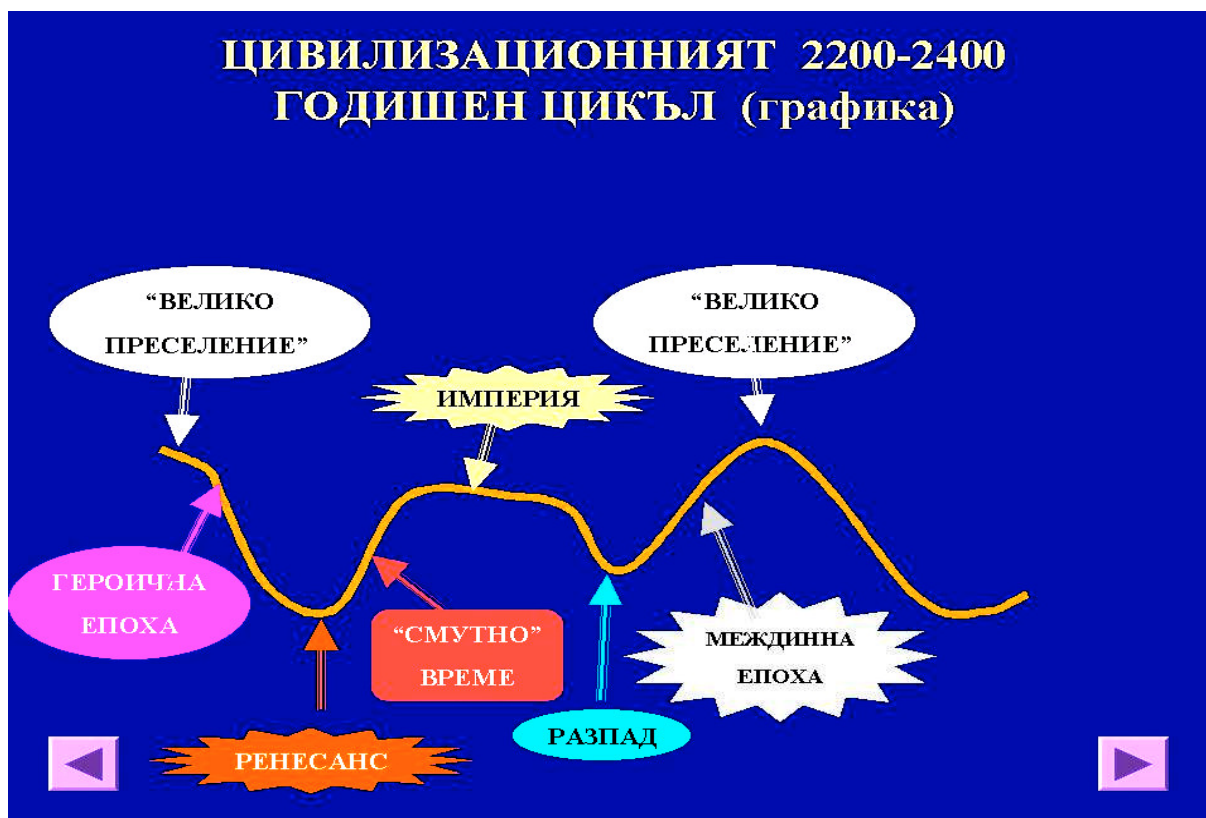 ЦИВИЛИЗАЦИОННИЯТ 2200-2400
ГОДИШЕН ЦИКЪЛ (графика)
“ВЕЛИКО
ПРЕСЕЛЕНИЕ”
“ВЕЛИКО
ПРЕСЕЛЕНИЕ”
ИМПЕРИЯ
ГЕРОИЧНА
ЕПОХА
“СМУТНО”
ВРЕМЕ
МЕЖДИННА
ЕПОХА
РАЗПАД
РЕНЕСАНС